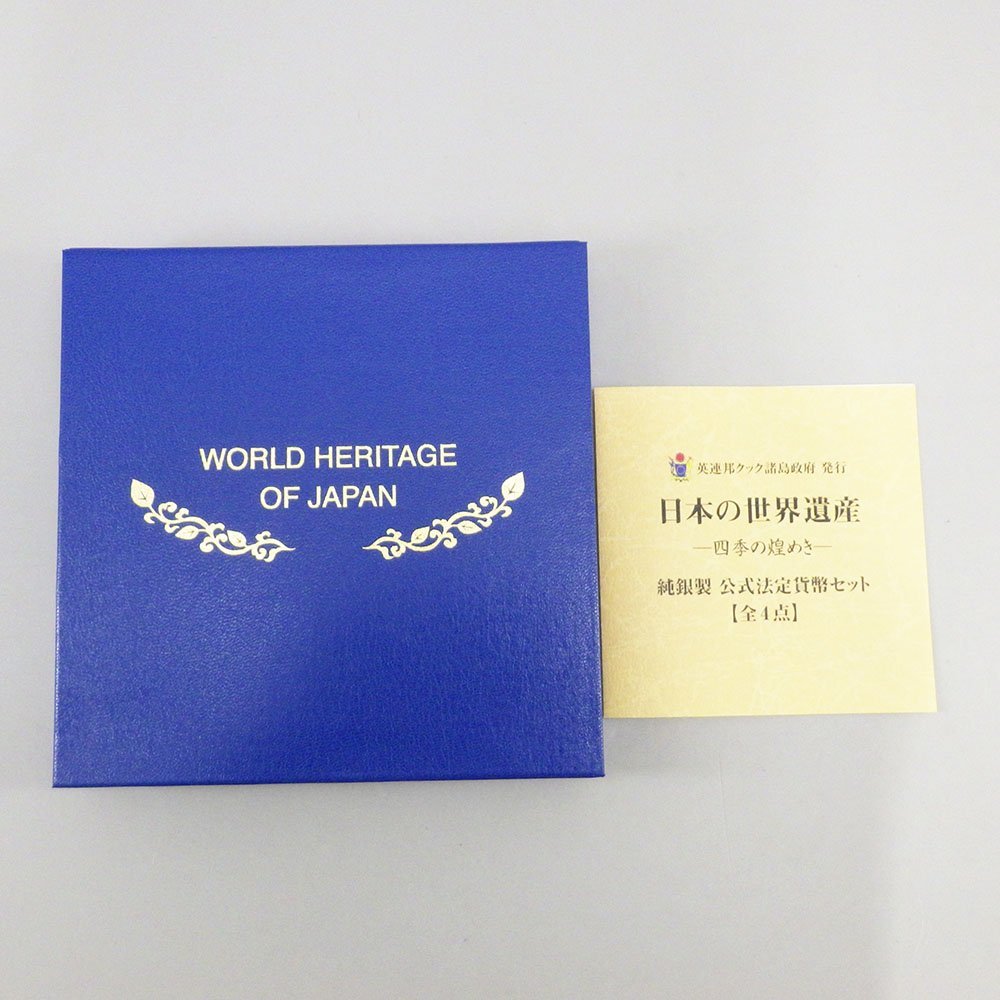 WORLD HERITAGE
OF JAPAN
英連邦クック諸島政府 発行
日本の世界遺産
―四季の煌めき―
純銀製 公式法定貨幣セット
【全4点】